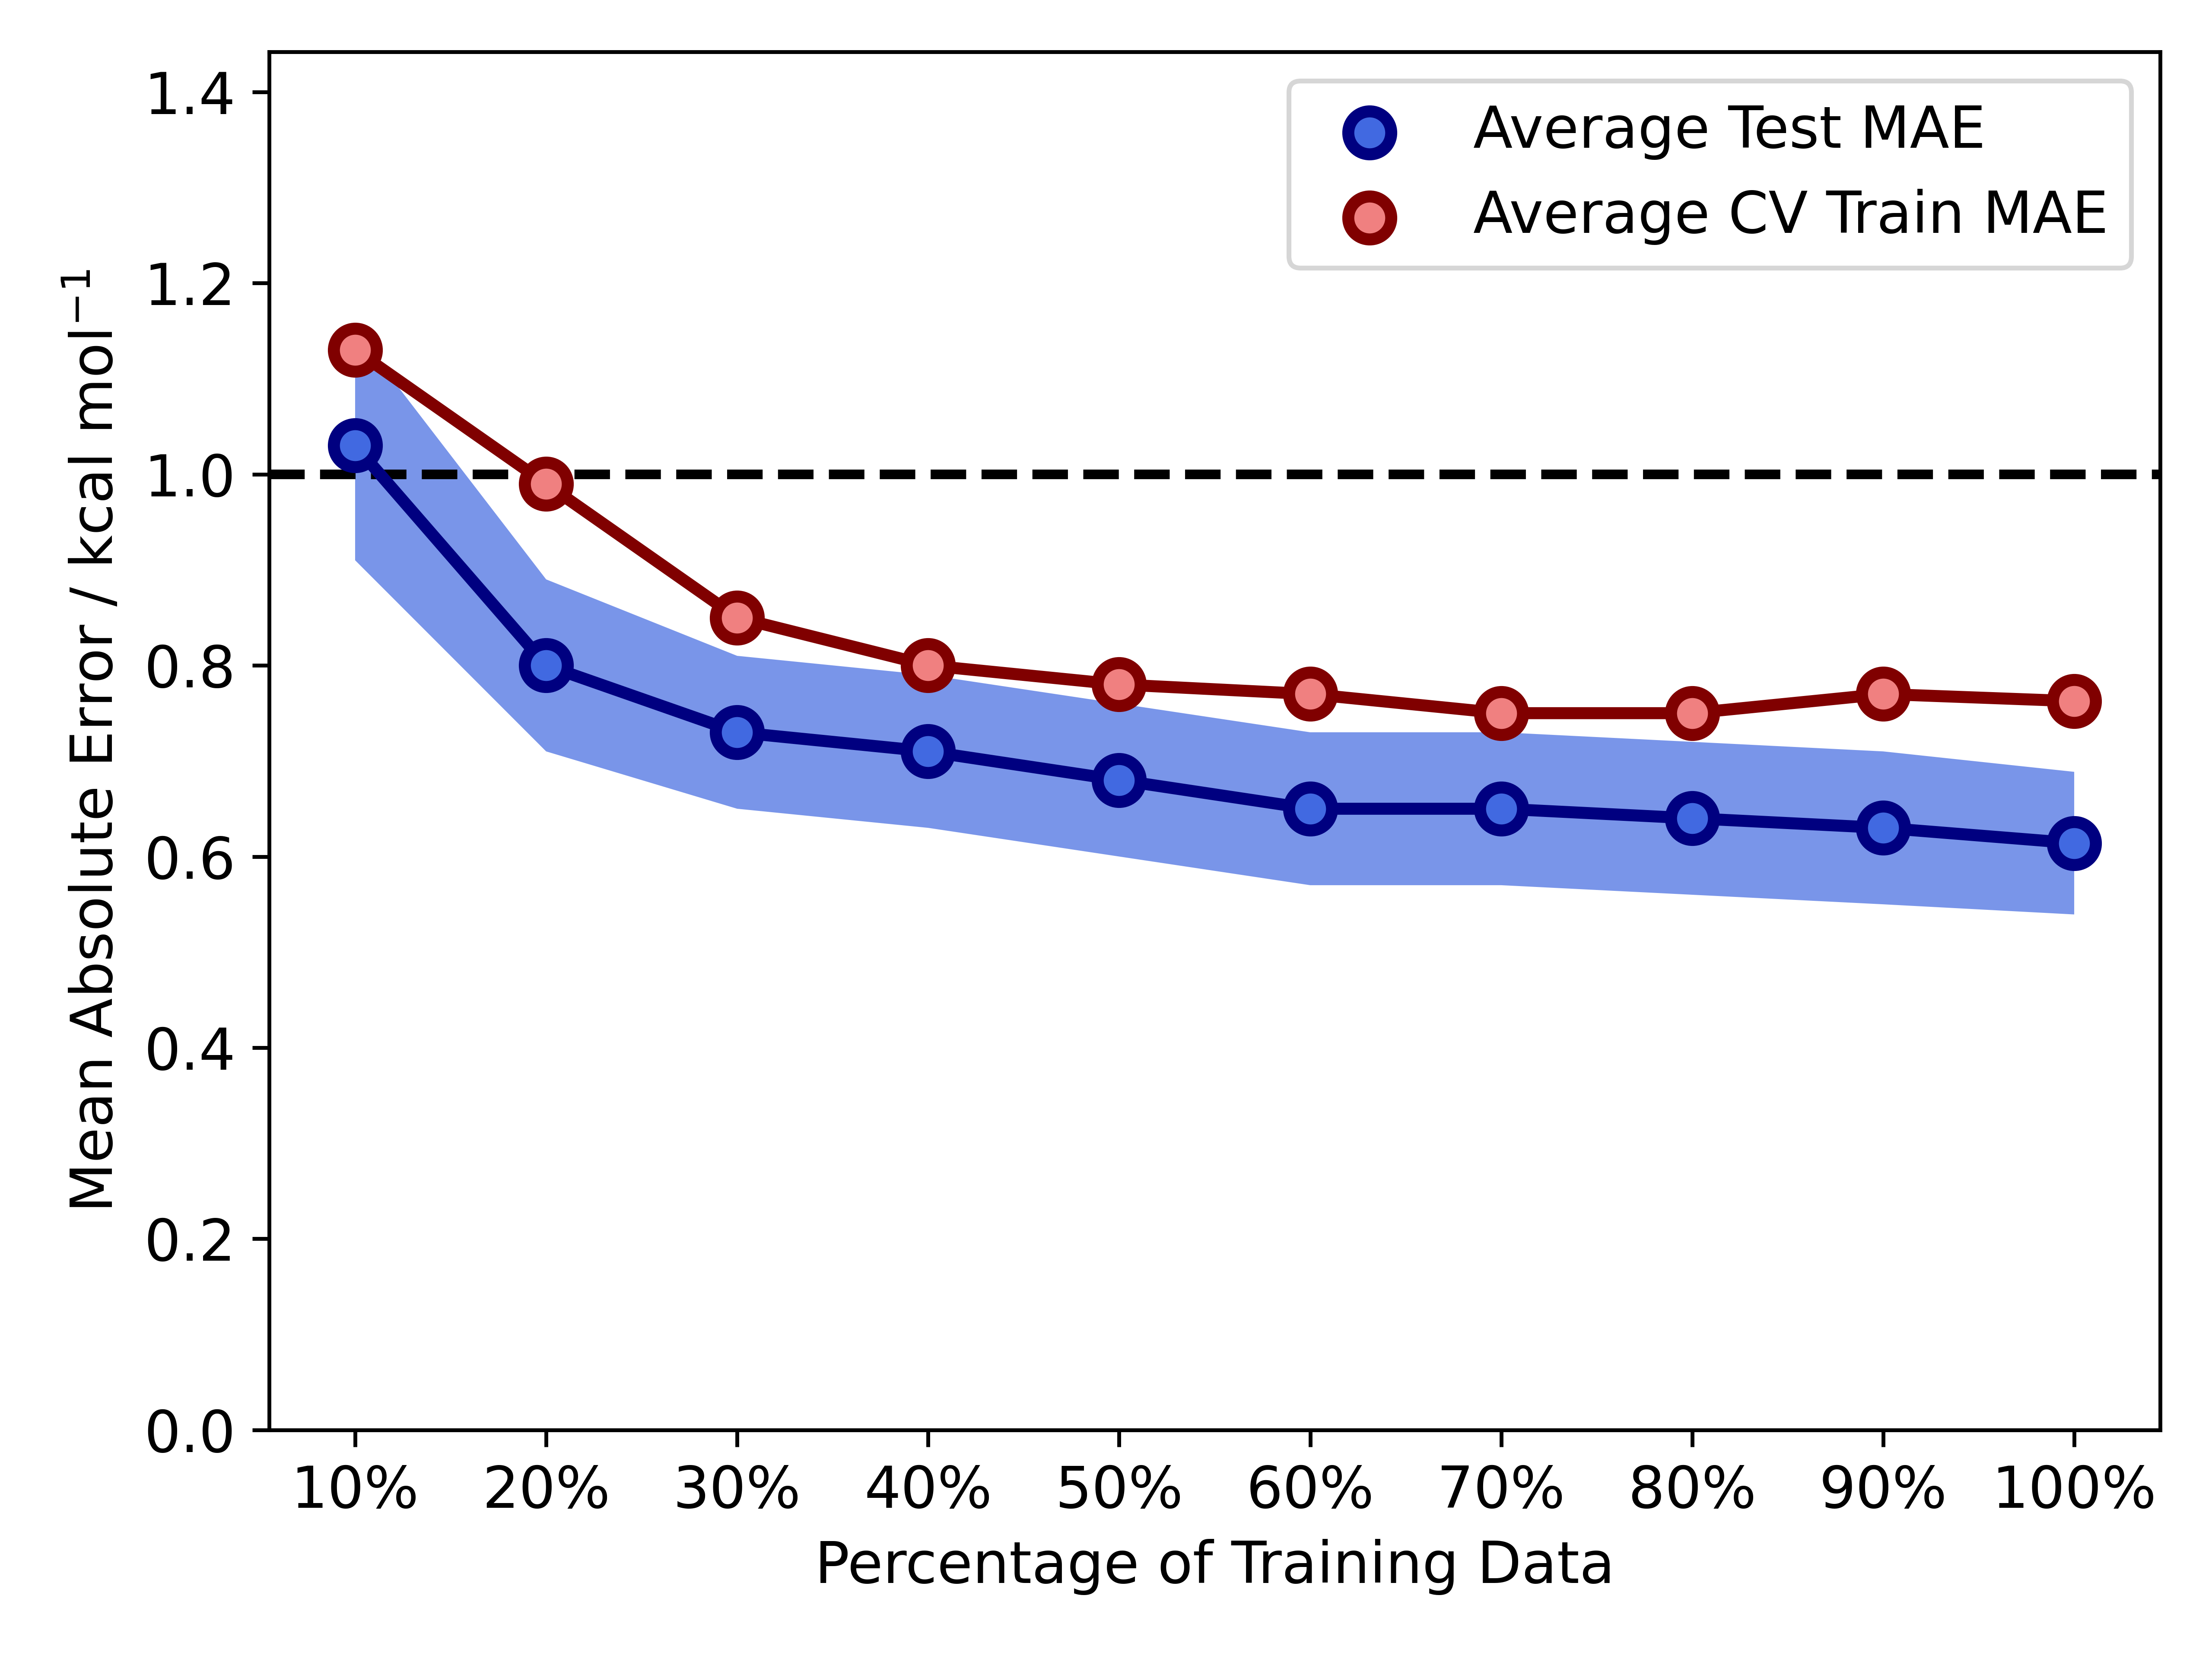 Average Test MAE
Average CV Train MAE
Mean Absolute Error / kcal mol⁻¹
1.4
1.2
1.0
0.8
0.6
0.4
0.2
0.0
10% 20% 30% 40% 50% 60% 70% 80% 90% 100%
Percentage of Training Data